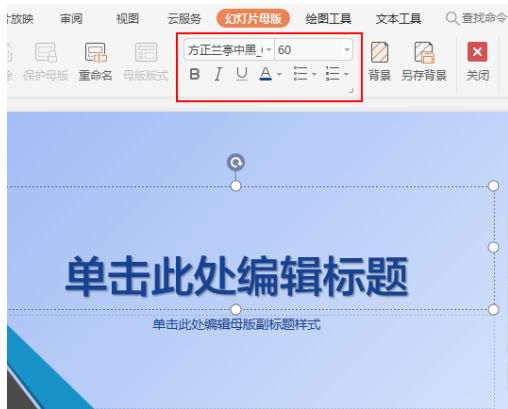 放映 审阅 视图 云服务 幻灯片母版 绘图工具 文本工具 查找命令
方正兰亭中黑_ 60
保护母版 重命名 母版版式 B I U A 背景 另存背景 关闭
单击此处编辑标题
单击此处编辑母版副标题样式